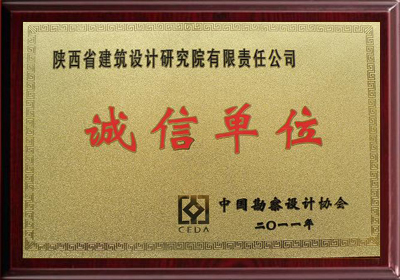 陕西省建筑设计研究院有限责任公司
诚信单位
中国勘察设计协会
CEDA
二〇一一年